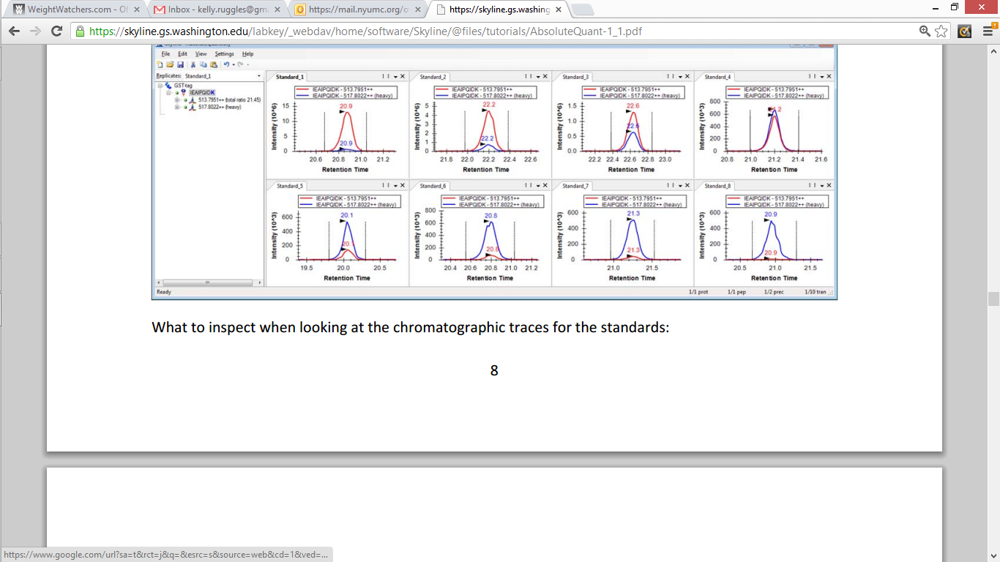 WeightWatchers.com - Of
Inbox - kelly.ruggles@gm
https://mail.nyumc.org/o
https://skyline.gs.washing
https://skyline.gs.washington.edu/labkey/_webdav/home/software/Skyline/@files/tutorials/AbsoluteQuant-1_1.pdf
File Edit View Settings Help
Replicates: Standard_1
GST-tag
IEAIPQIDK
513.7951++ (total ratio 21.45)
517.8022++ (heavy)
Standard_1
IEAIPQIDK - 513.7951++
IEAIPQIDK - 517.8022++ (heavy)
Intensity (10^6)
15
10
5
0
20.9
20.9
20.6 20.8 21.0 21.2
Retention Time
Standard_2
IEAIPQIDK - 513.7951++
IEAIPQIDK - 517.8022++ (heavy)
Intensity (10^6)
5
4
3
2
1
0
22.2
22.2
21.8 22.0 22.2 22.4 22.6
Retention Time
Standard_3
IEAIPQIDK - 513.7951++
IEAIPQIDK - 517.8022++ (heavy)
Intensity (10^6)
1.5
1.0
0.5
0.0
22.6
22.6
22.2 22.4 22.6 22.8 23.0
Retention Time
Standard_4
IEAIPQIDK - 513.7951++
IEAIPQIDK - 517.8022++ (heavy)
Intensity (10^3)
800
600
400
200
0
20.8 21.0 21.2 21.4 21.6
Retention Time
Standard_5
IEAIPQIDK - 513.7951++
IEAIPQIDK - 517.8022++ (heavy)
Intensity (10^3)
600
400
200
0
20.1
19.5 20.0 20.5
Retention Time
Standard_6
IEAIPQIDK - 513.7951++
IEAIPQIDK - 517.8022++ (heavy)
Intensity (10^3)
800
600
400
200
0
20.8
20.8
20.4 20.6 20.8 21.0 21.2
Retention Time
Standard_7
IEAIPQIDK - 513.7951++
IEAIPQIDK - 517.8022++ (heavy)
Intensity (10^3)
600
400
200
0
21.3
21.3
21.0 21.5
Retention Time
Standard_8
IEAIPQIDK - 513.7951++
IEAIPQIDK - 517.8022++ (heavy)
Intensity (10^3)
600
400
200
0
20.9
20.9
20.5 21.0 21.5
Retention Time
Ready 1/1 prot 1/1 pep 1/2 prec 1/10 tran
What to inspect when looking at the chromatographic traces for the standards:
8
https://www.google.com/url?sa=t&rct=j&q=&esrc=s&source=web&cd=1&ved=...